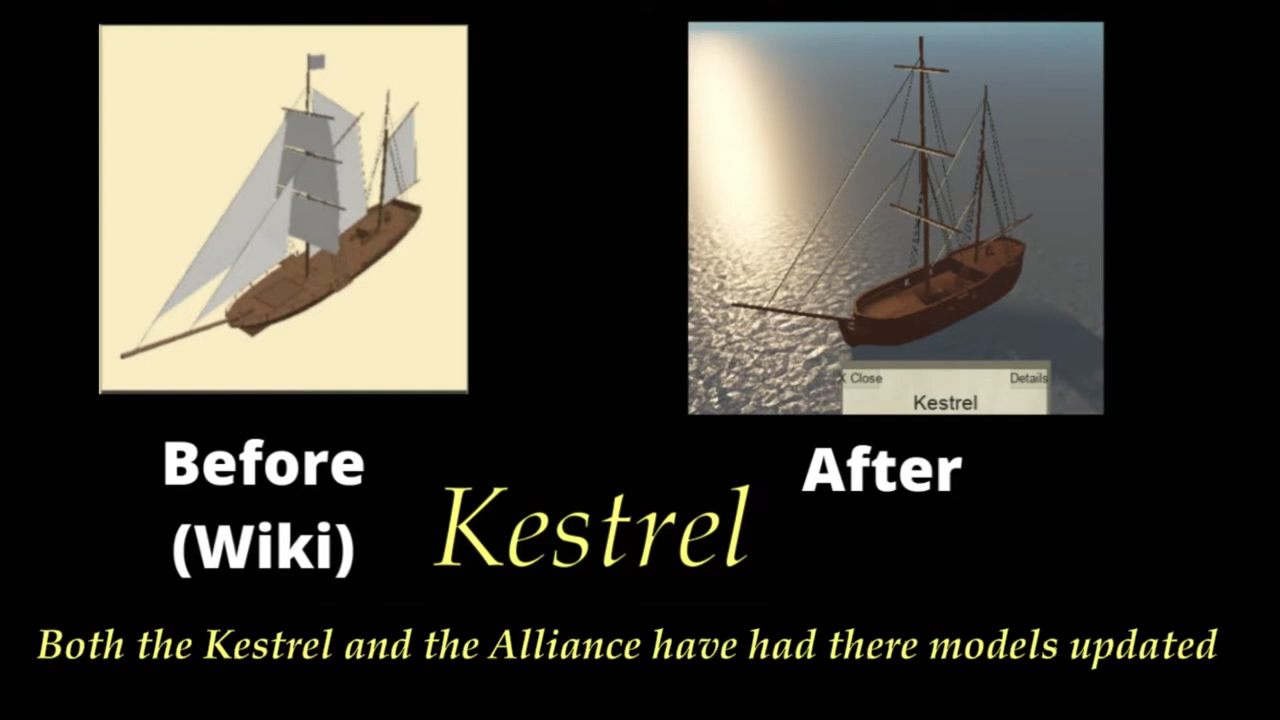 X Close
Details
Kestrel
Before
(Wiki)
After
Kestrel
Both the Kestrel and the Alliance have had there models updated